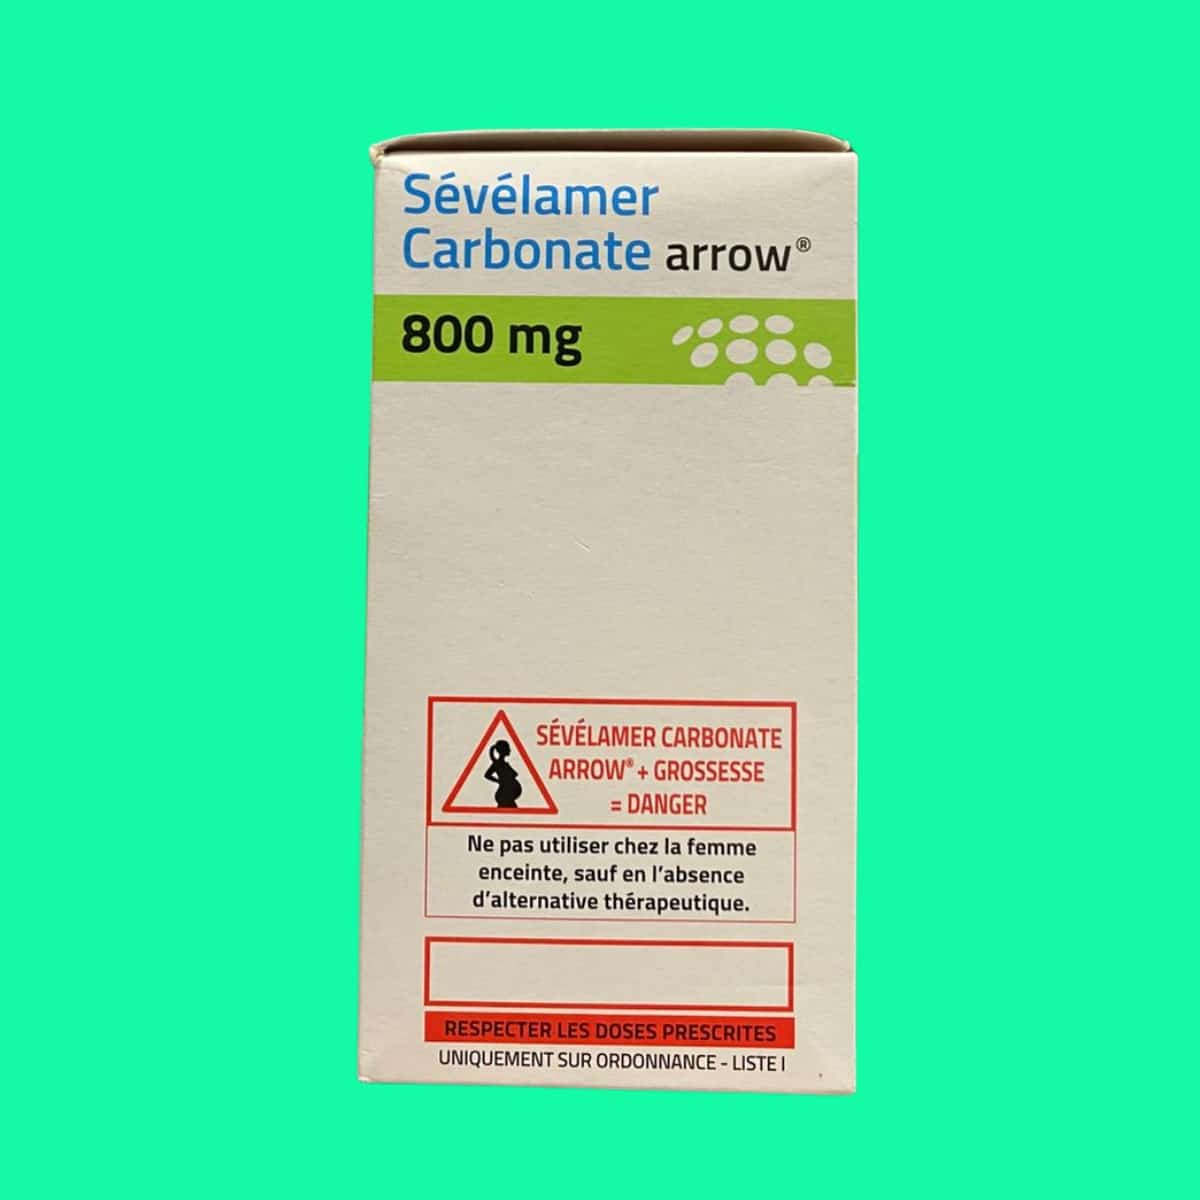 Sévélamer
Carbonate arrow®
800 mg
SÉVÉLAMER CARBONATE
ARROW® + GROSSESSE
= DANGER
Ne pas utiliser chez la femme
enceinte, sauf en l'absence
d'alternative thérapeutique.
RESPECTER LES DOSES PRESCRITES
UNIQUEMENT SUR ORDONNANCE - LISTE I